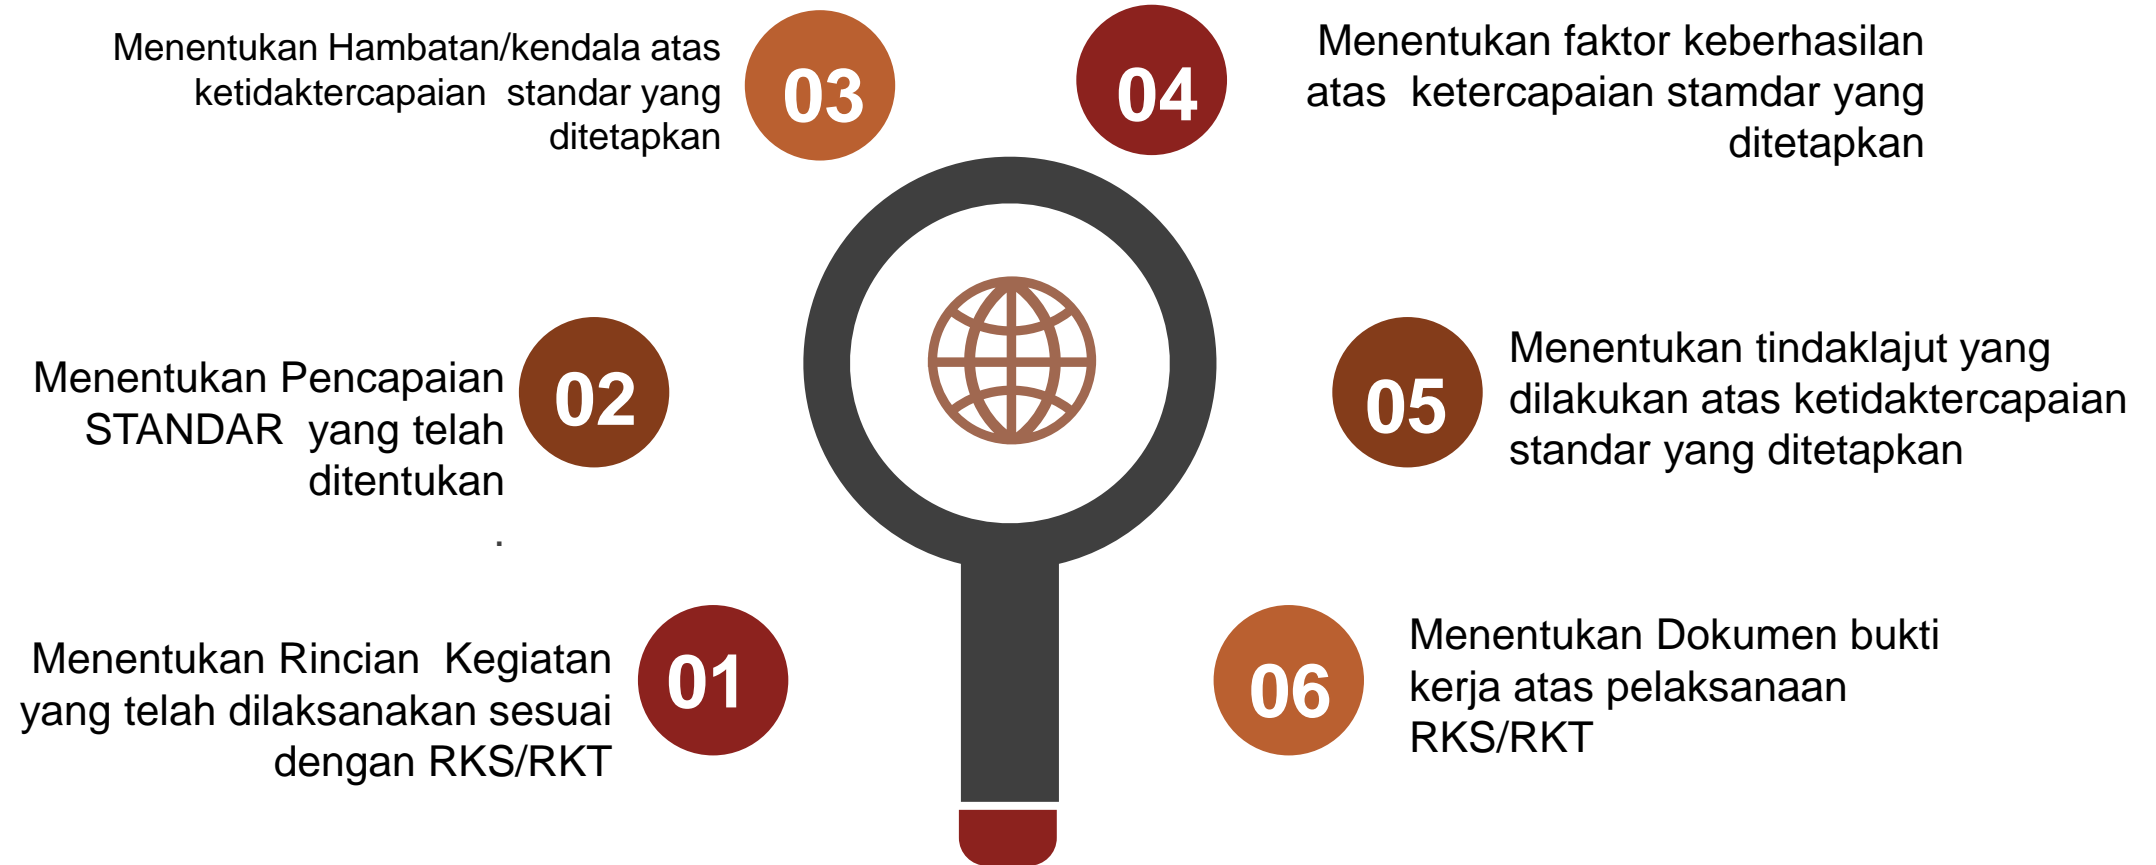 Menentukan Hambatan/kendala atas
ketidaktercapaian standar yang
ditetapkan
03
04
Menentukan faktor keberhasilan
atas ketercapaian stamdar yang
ditetapkan
Menentukan Pencapaian
STANDAR yang telah
ditentukan
.
02
05
Menentukan tindaklajut yang
dilakukan atas ketidaktercapaian
standar yang ditetapkan
Menentukan Rincian Kegiatan
yang telah dilaksanakan sesuai
dengan RKS/RKT
01
06
Menentukan Dokumen bukti
kerja atas pelaksanaan
RKS/RKT